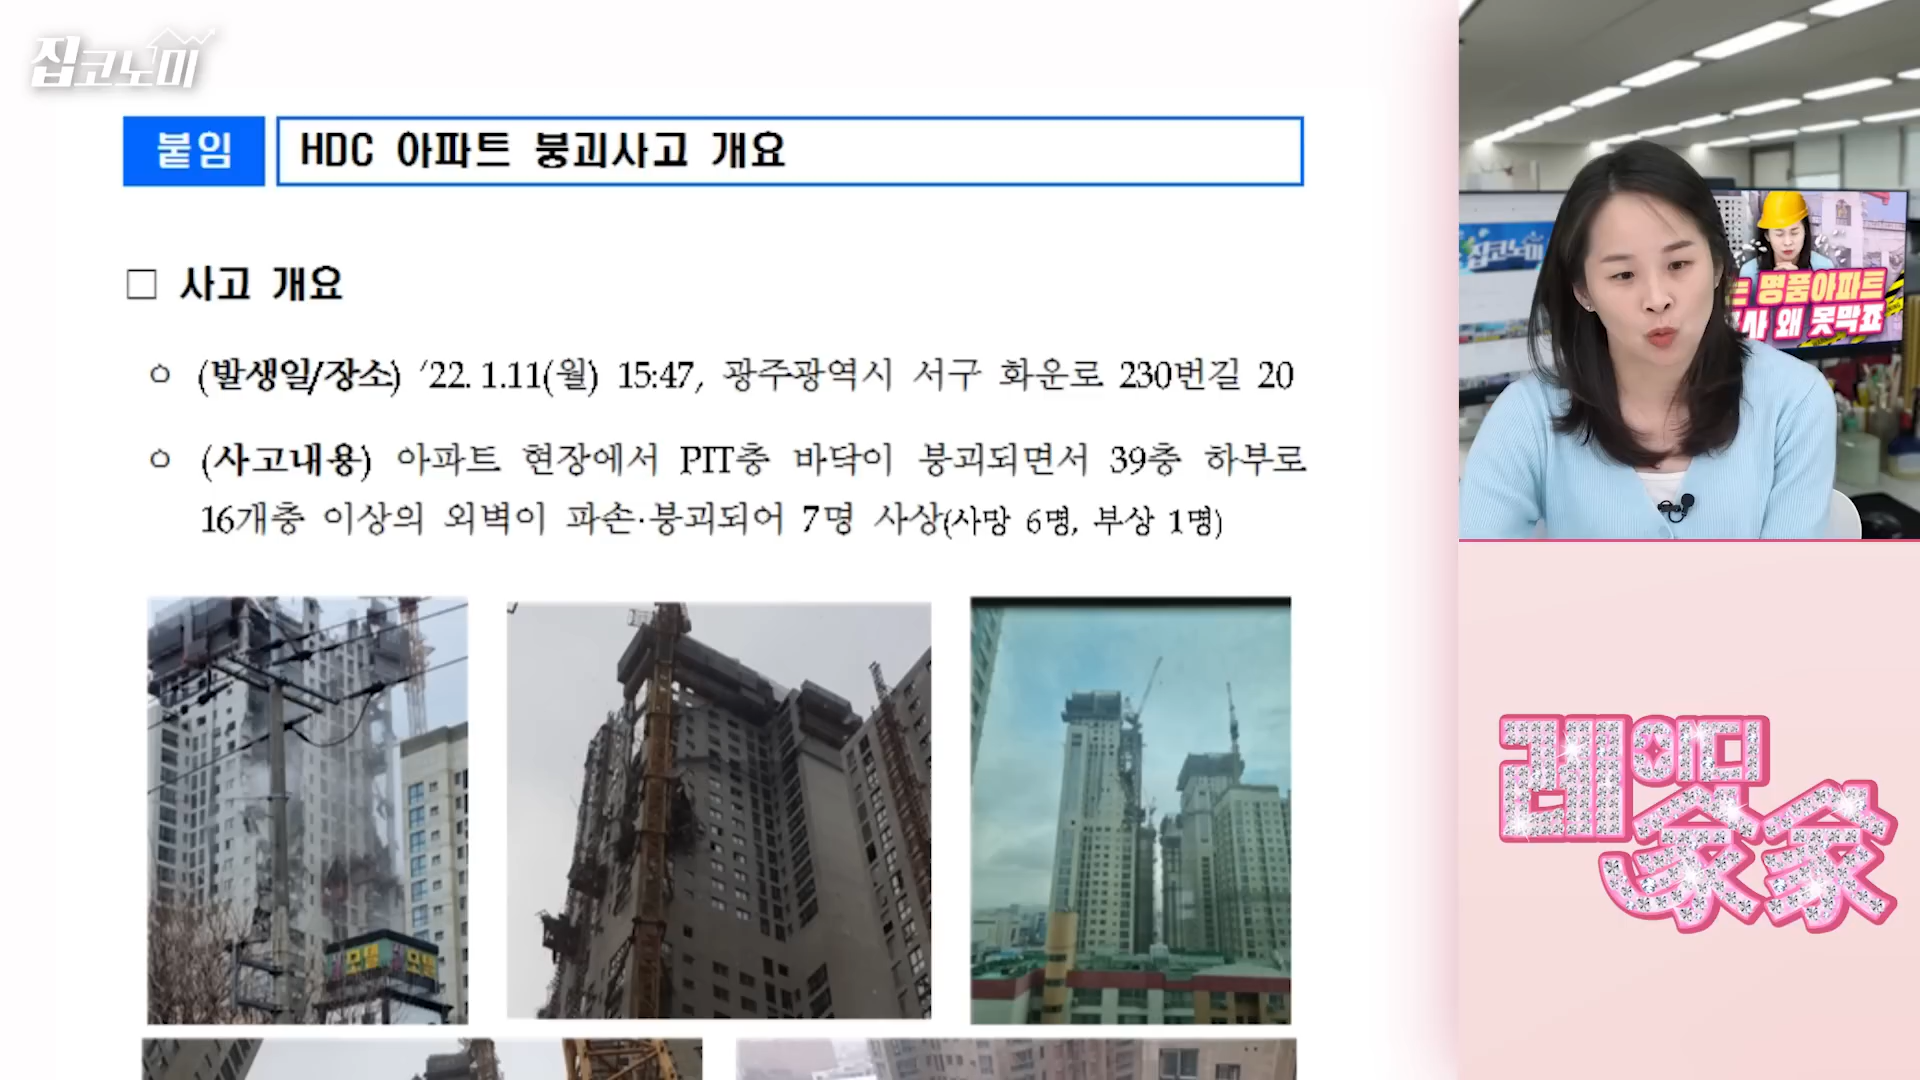 집코노미
붙임
HDC 아파트 붕괴사고 개요
□ 사고 개요
○ (발생일/장소) ′22. 1.11(월) 15:47, 광주광역시 서구 화운로 230번길 20
○ (사고내용) 아파트 현장에서 PIT층 바닥이 붕괴되면서 39층 하부로
16개층 이상의 외벽이 파손·붕괴되어 7명 사상(사망 6명, 부상 1명)
모텔
모텔
집코노미
명품아파트
왜 못막죠
레이디
家家